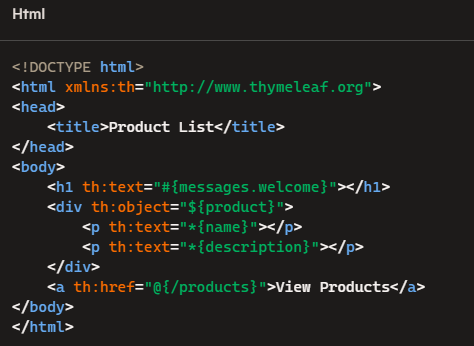 Html
<!DOCTYPE html>
<html xmlns:th="http://www.thymeleaf.org">
<head>
    <title>Product List</title>
</head>
<body>
    <h1 th:text="#{messages.welcome}"></h1>
    <div th:object="${product}">
        <p th:text="*{name}"></p>
        <p th:text="*{description}"></p>
    </div>
    <a th:href="@{/products}">View Products</a>
</body>
</html>